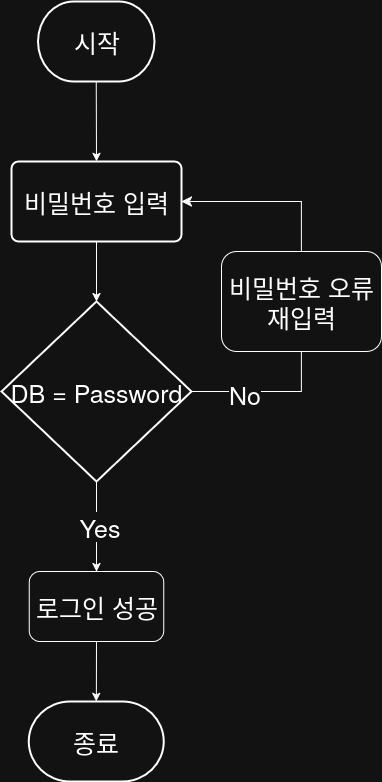 시작
비밀번호 입력
비밀번호 오류
재입력
DB = Password
No
Yes
로그인 성공
종료